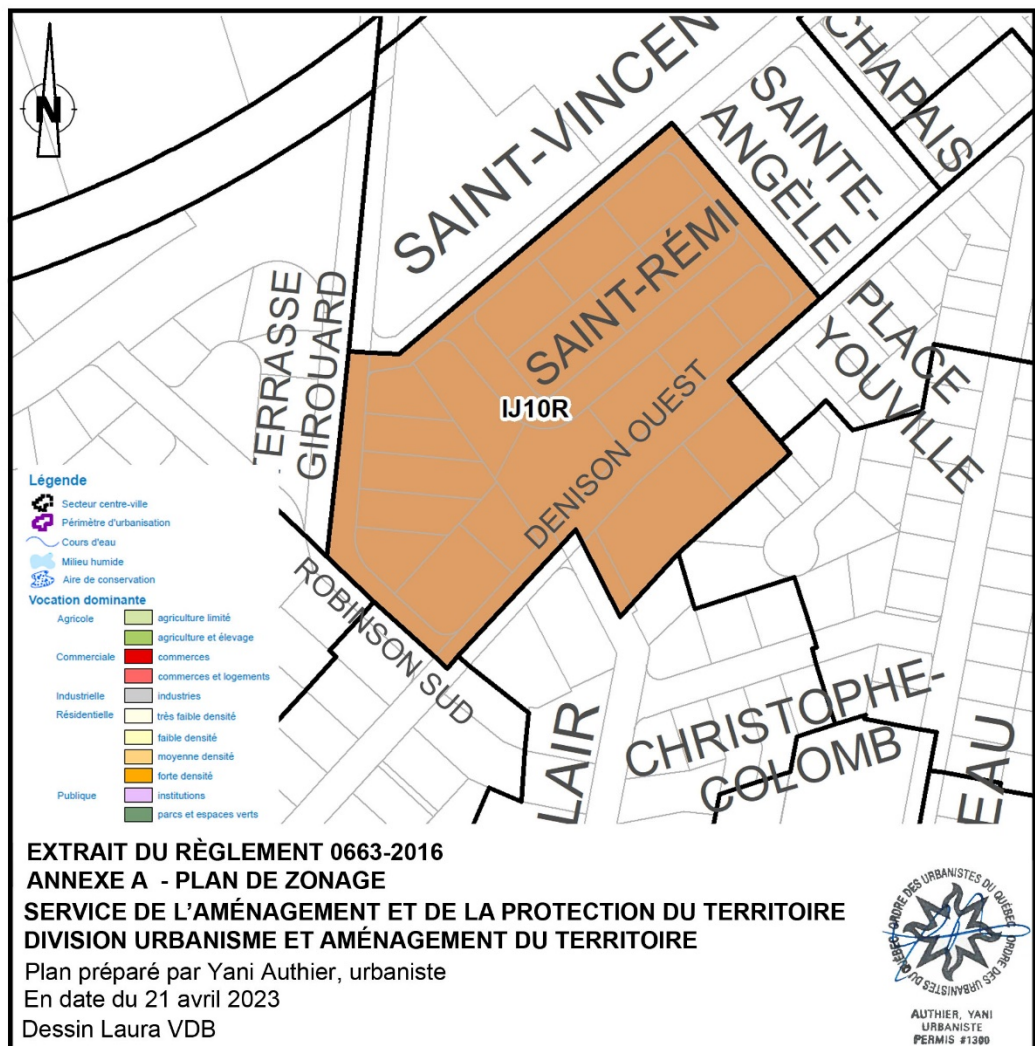 N
SAINT-VINCEN
CHAPAIS
SAINTE-
ANGÈLE
SAINT-RÉMI
TERRASSE
GIROUARD
PLACE
YOUVILLE
IJ10R
DENISON OUEST
ROBINSON SUD
LAIR
CHRISTOPHE-
COLOMB
EAU
Légende
Secteur centre-ville
Périmètre d'urbanisation
Cours d'eau
Milieu humide
Aire de conservation
Vocation dominante
Agricole agriculture limité
agriculture et élevage
Commerciale commerces
commerces et logements
Industrielle industries
Résidentielle très faible densité
faible densité
moyenne densité
forte densité
Publique institutions
parcs et espaces verts
EXTRAIT DU RÈGLEMENT 0663-2016
ANNEXE A - PLAN DE ZONAGE
SERVICE DE L'AMÉNAGEMENT ET DE LA PROTECTION DU TERRITOIRE
DIVISION URBANISME ET AMÉNAGEMENT DU TERRITOIRE
Plan préparé par Yani Authier, urbaniste
En date du 21 avril 2023
Dessin Laura VDB
ORDRE DES URBANISTES DU QUÉBEC
ORDRE DES URBANISTES DU QUÉBEC
AUTHIER, YANI
URBANISTE
PERMIS #1300